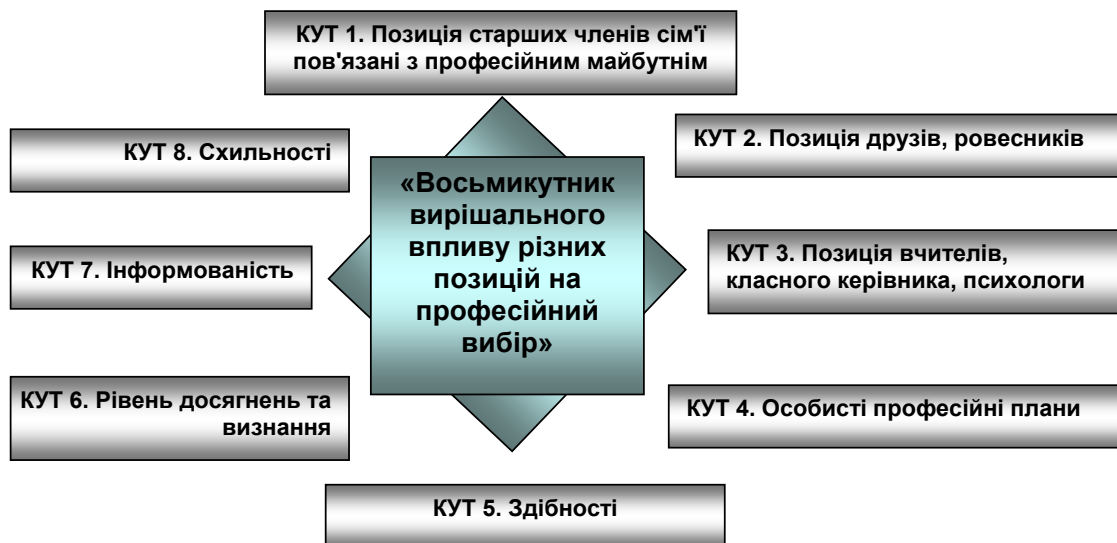 КУТ 1. Позиція старших членів сім'ї
пов'язані з професійним майбутнім
КУТ 8. Схильності
КУТ 2. Позиція друзів, ровесників
«Восьмикутник
вирішального
впливу різних
позицій на
професійний
вибір»
КУТ 7. Інформованість
КУТ 3. Позиція вчителів,
класного керівника, психологи
КУТ 6. Рівень досягнень та
визнання
КУТ 4. Особисті професійні плани
КУТ 5. Здібності